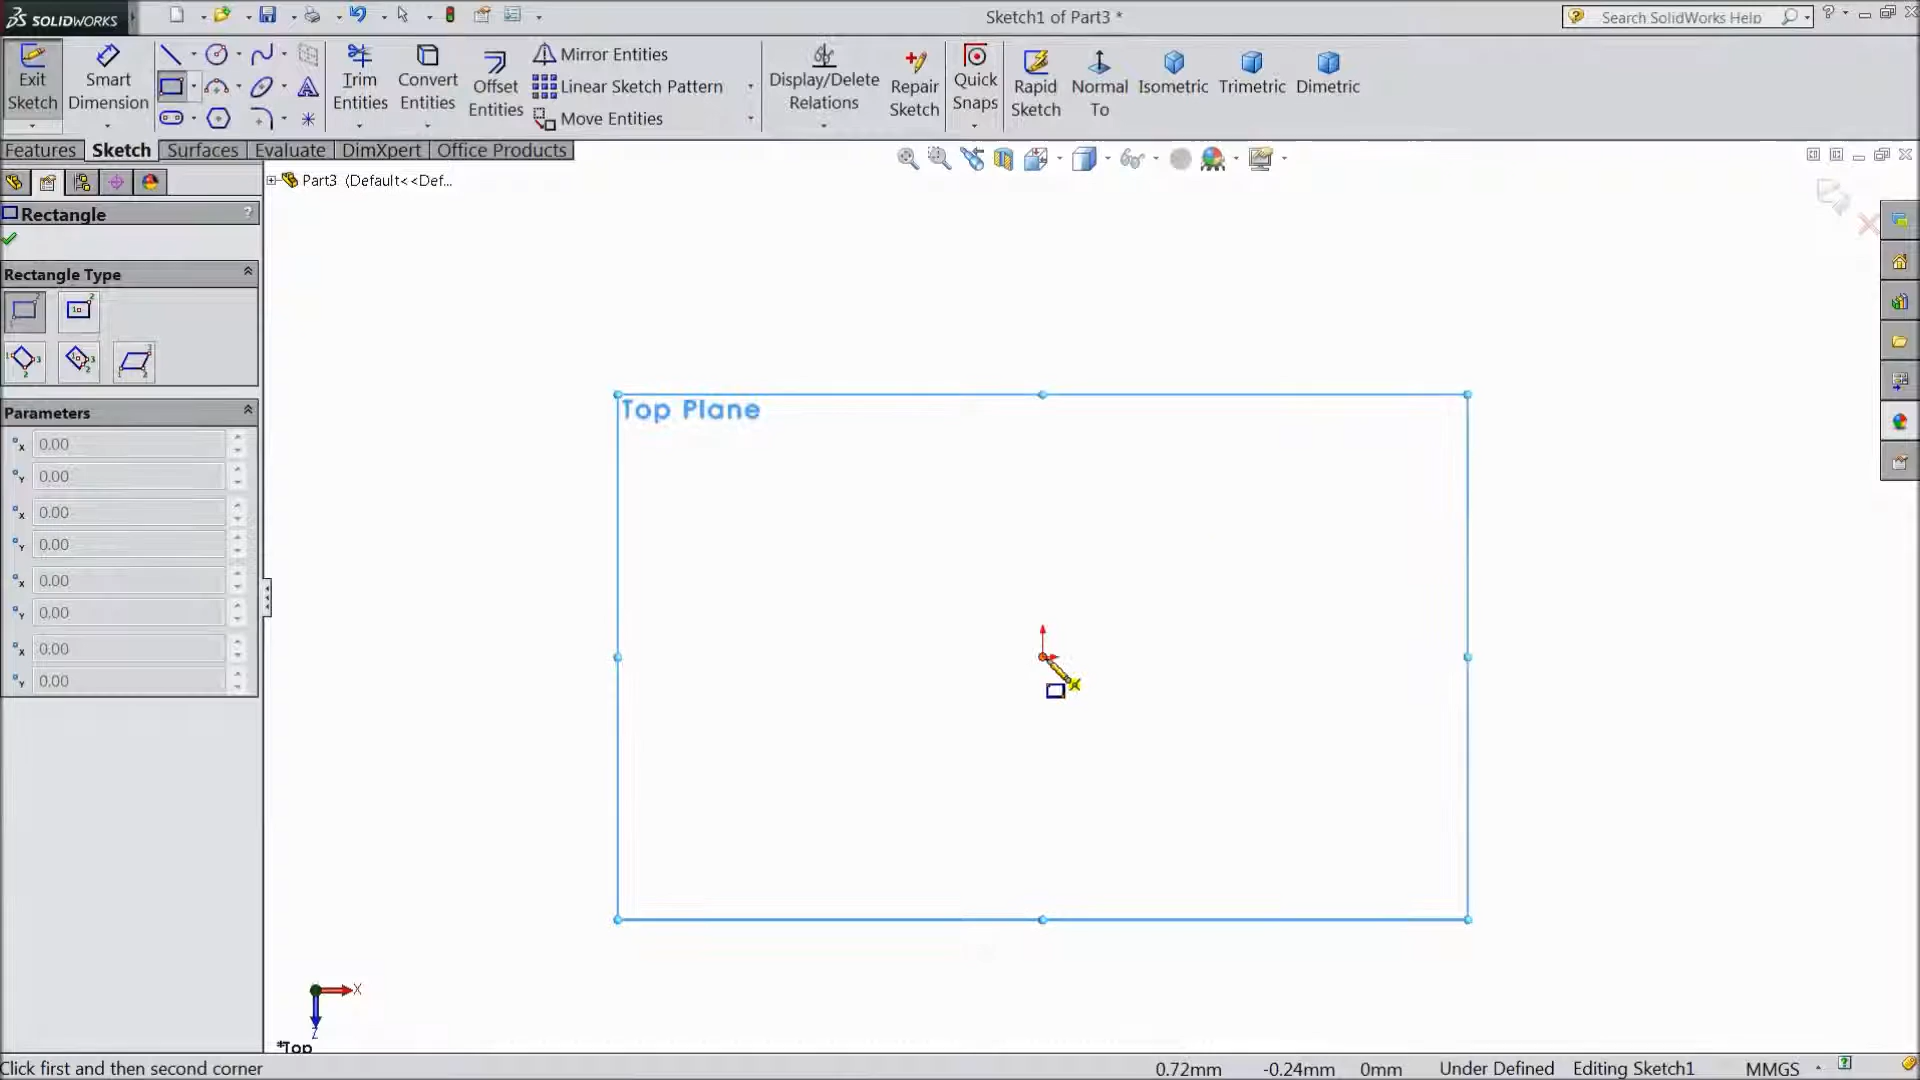 SOLIDWORKS
Sketch1 of Part3 *
Search SolidWorks Help
Exit Sketch
Smart Dimension
Trim Entities
Convert Entities
Offset Entities
Mirror Entities
Linear Sketch Pattern
Move Entities
Display/Delete Relations
Repair Sketch
Quick Snaps
Rapid Sketch
Normal To
Isometric
Trimetric
Dimetric
Features
Sketch
Surfaces
Evaluate
DimXpert
Office Products
Part3 (Default<<Def...
Rectangle
?
Rectangle Type
Parameters
x 0.00
Y 0.00
x 0.00
Y 0.00
x 0.00
Y 0.00
x 0.00
Y 0.00
Top Plane
X
Z
*Top
Click first and then second corner
0.72mm
-0.24mm
0mm
Under Defined
Editing Sketch1
MMGS